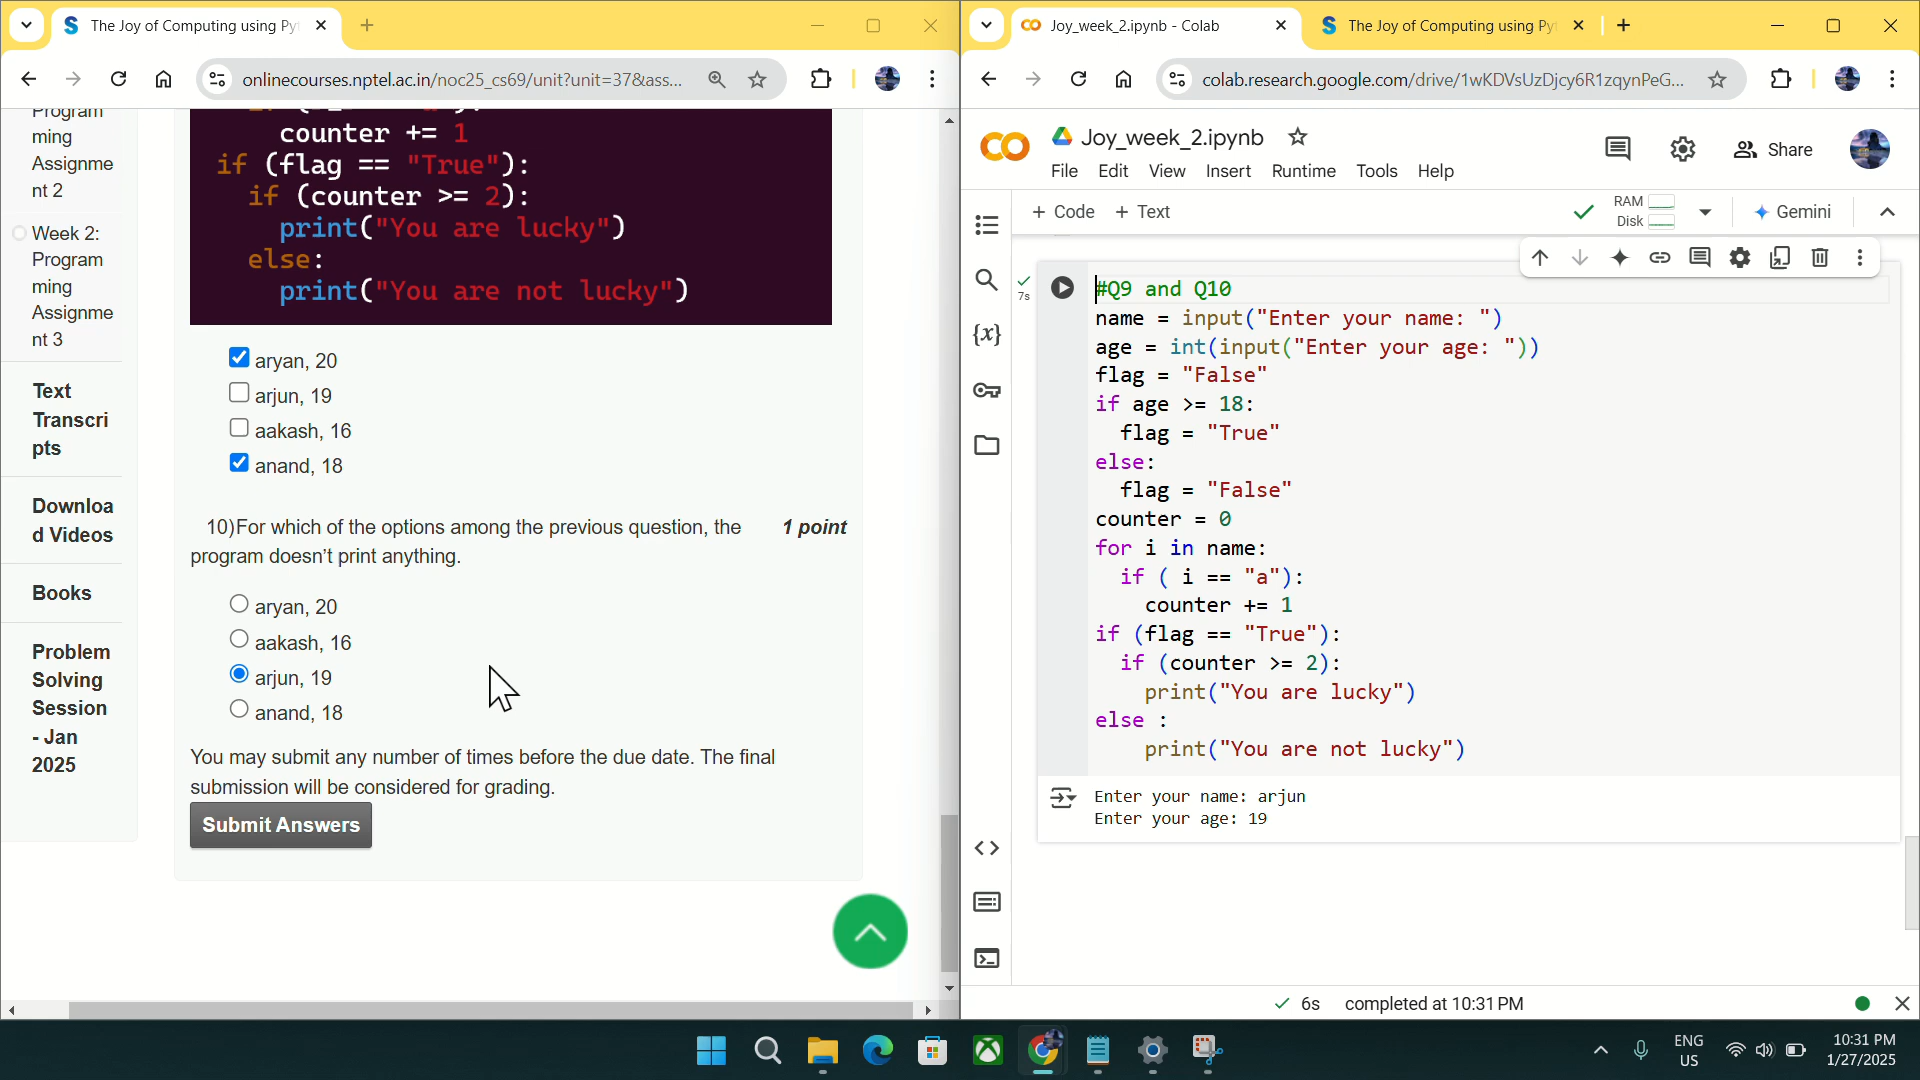 The Joy of Computing using Py
onlinecourses.nptel.ac.in/noc25_cs69/unit?unit=37&ass...
Program
ming
Assignme
nt 2
Week 2:
Program
ming
Assignme
nt 3
Text
Transcri
pts
Downloa
d Videos
Books
Problem
Solving
Session
- Jan
2025
counter += 1
if (flag == "True"):
if (counter >= 2):
print("You are lucky")
else:
print("You are not lucky")
aryan, 20
arjun, 19
aakash, 16
anand, 18
10)For which of the options among the previous question, the
1 point
program doesn't print anything.
aryan, 20
aakash, 16
arjun, 19
anand, 18
You may submit any number of times before the due date. The final
submission will be considered for grading.
Submit Answers
Joy_week_2.ipynb - Colab
The Joy of Computing using Py
colab.research.google.com/drive/1wKDVsUzDjcy6R1zqynPeG...
Joy_week_2.ipynb
File Edit View Insert Runtime Tools Help
Share
+ Code + Text
RAM
Disk
Gemini
7s
{x}
#Q9 and Q10
name = input("Enter your name: ")
age = int(input("Enter your age: "))
flag = "False"
if age >= 18:
flag = "True"
else:
flag = "False"
counter = 0
for i in name:
if ( i == "a"):
counter += 1
if (flag == "True"):
if (counter >= 2):
print("You are lucky")
else :
print("You are not lucky")
Enter your name: arjun
Enter your age: 19
6s completed at 10:31 PM
ENG
US
10:31 PM
1/27/2025